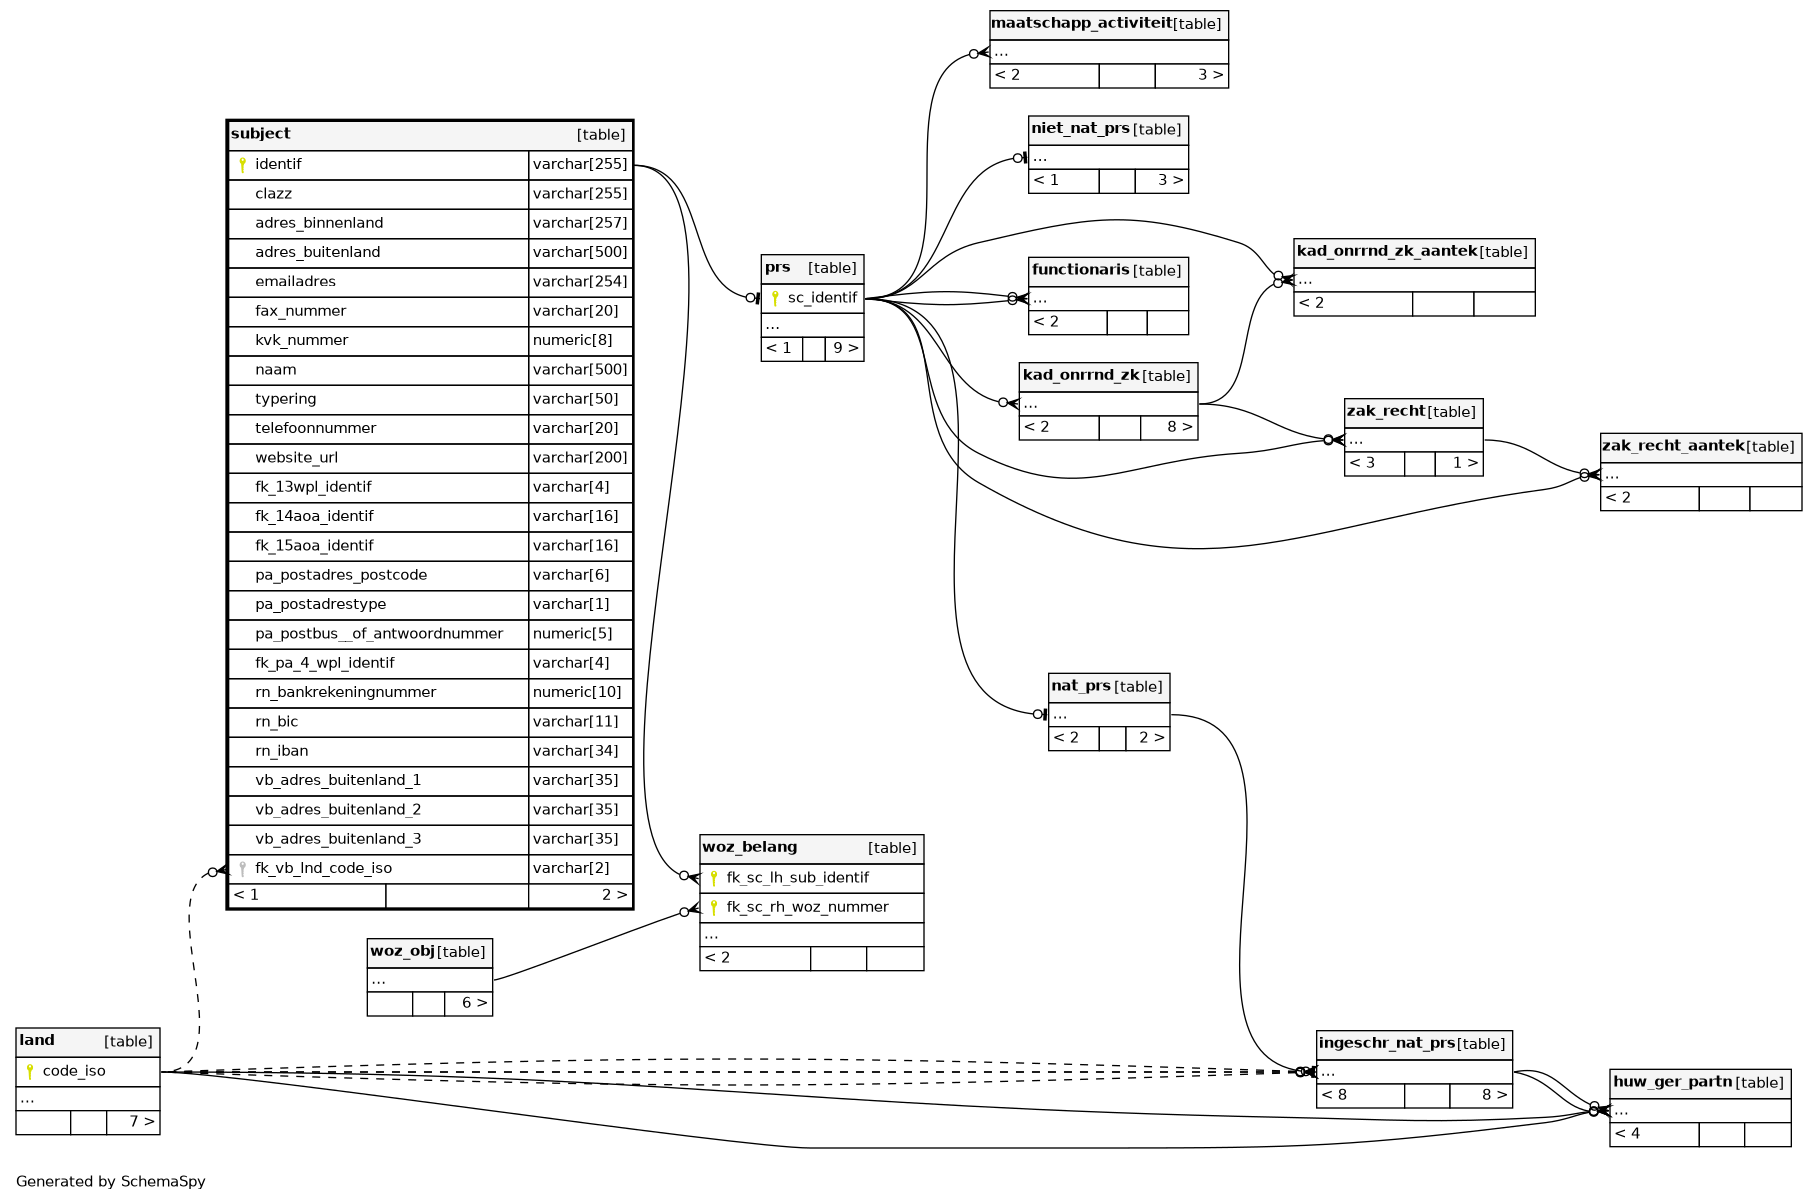 maatschapp_activiteit [table]
...
< 2 3 >
niet_nat_prs [table]
...
< 1 3 >
subject [table]
identif varchar[255]
clazz varchar[255]
adres_binnenland varchar[257]
adres_buitenland varchar[500]
emailadres varchar[254]
fax_nummer varchar[20]
kvk_nummer numeric[8]
naam varchar[500]
typering varchar[50]
telefoonnummer varchar[20]
website_url varchar[200]
fk_13wpl_identif varchar[4]
fk_14aoa_identif varchar[16]
fk_15aoa_identif varchar[16]
pa_postadres_postcode varchar[6]
pa_postadrestype varchar[1]
pa_postbus__of_antwoordnummer numeric[5]
fk_pa_4_wpl_identif varchar[4]
rn_bankrekeningnummer numeric[10]
rn_bic varchar[11]
rn_iban varchar[34]
vb_adres_buitenland_1 varchar[35]
vb_adres_buitenland_2 varchar[35]
vb_adres_buitenland_3 varchar[35]
fk_vb_lnd_code_iso varchar[2]
< 1 2 >
prs [table]
sc_identif
...
< 1 9 >
functionaris [table]
...
< 2
kad_onrrnd_zk_aantek [table]
...
< 2
kad_onrrnd_zk [table]
...
< 2 8 >
zak_recht [table]
...
< 3 1 >
zak_recht_aantek [table]
...
< 2
nat_prs [table]
...
< 2 2 >
woz_belang [table]
fk_sc_lh_sub_identif
fk_sc_rh_woz_nummer
...
< 2
woz_obj [table]
...
6 >
land [table]
code_iso
...
7 >
ingeschr_nat_prs [table]
...
< 8 8 >
huw_ger_partn [table]
...
< 4
Generated by SchemaSpy